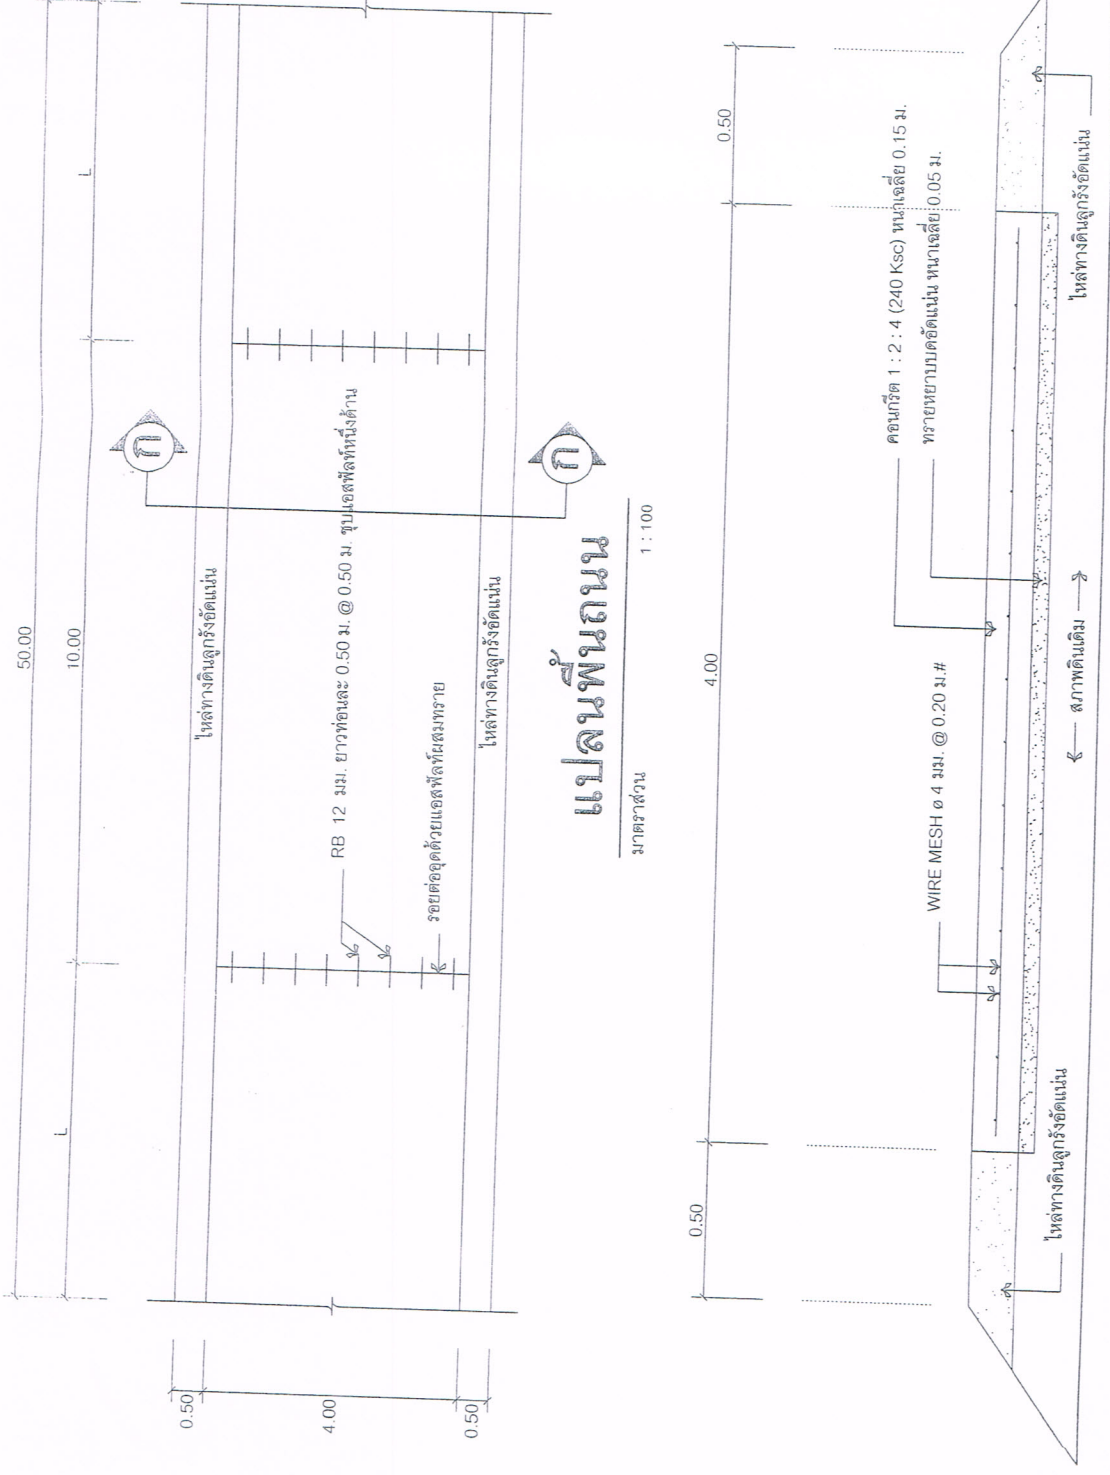 50.00
L
10.00
L
0.50
4.00
0.50
ไหล่ทางดินลูกรังอัดแน่น
RB 12 มม. ยาวท่อนละ 0.50 ม. @ 0.50 ม. ชุบแอสฟัลท์หนึ่งด้าน
รอยต่ออุดด้วยแอสฟัลท์ผสมทราย
ไหล่ทางดินลูกรังอัดแน่น
ก
ก
แปลนพื้นถนน
มาตราส่วน 1 : 100
0.50
4.00
0.50
คอนกรีต 1 : 2 : 4 (240 Ksc) หนาเฉลี่ย 0.15 ม.
ทรายหยาบบดอัดแน่น หนาเฉลี่ย 0.05 ม.
WIRE MESH ø 4 มม. @ 0.20 ม.#
ไหล่ทางดินลูกรังอัดแน่น
สภาพดินเดิม
ไหล่ทางดินลูกรังอัดแน่น